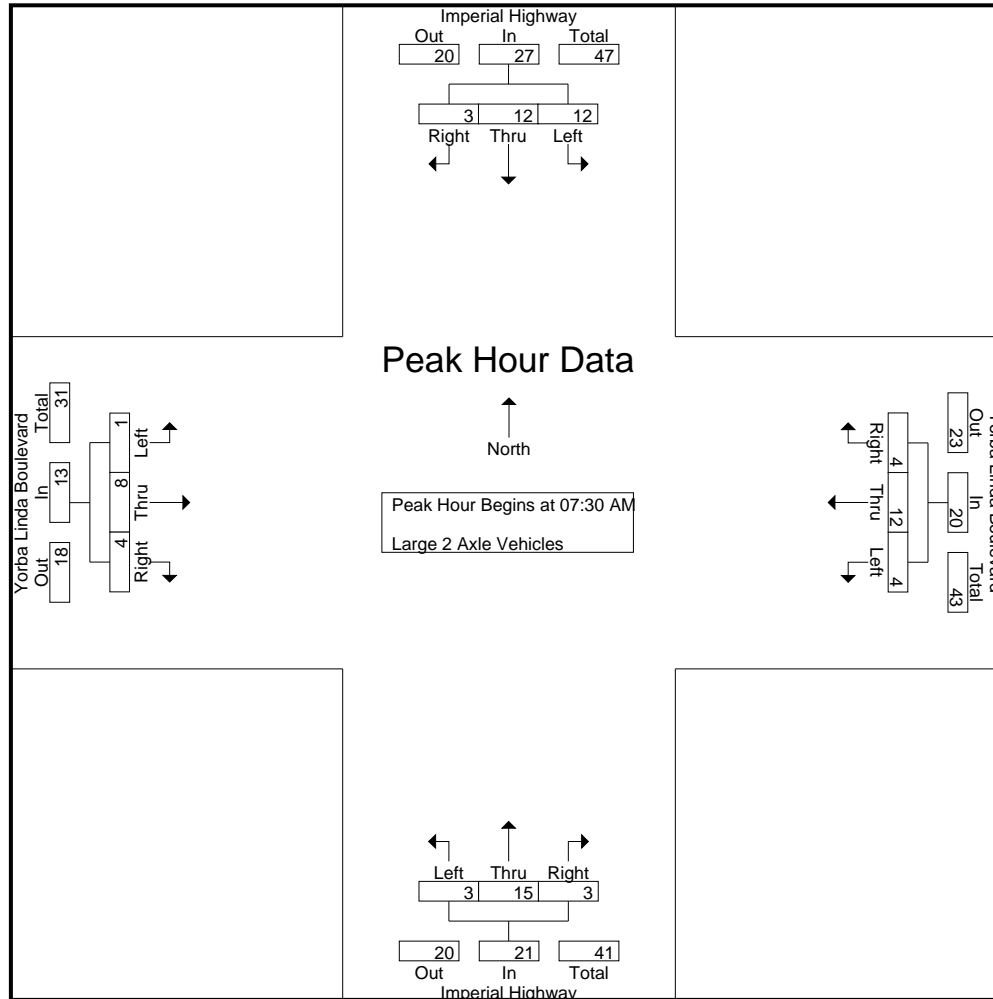 Imperial Highway
Out In Total
20 27 47
3 12 12
Right Thru Left
Peak Hour Data
North
Peak Hour Begins at 07:30 AM
Large 2 Axle Vehicles
Yorba Linda Boulevard
Total In Out
31 13 18
1 8 4
Left Thru Right
Linda Boulevard
Out In Total
23 20 43
4 12 4
Right Thru Left
Left Thru Right
3 15 3
20 21 41
Out In Total
Imperial Highway